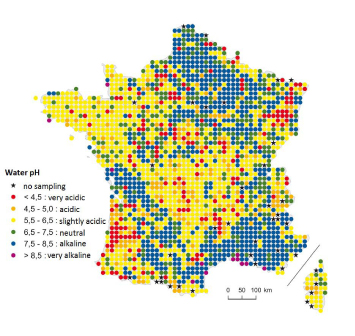 Water pH
no sampling
< 4,5 : very acidic
4,5 - 5,0 : acidic
5,5 - 6,5 : slightly acidic
6,5 - 7,5 : neutral
7,5 - 8,5 : alkaline
> 8,5 : very alkaline
0 50 100 km